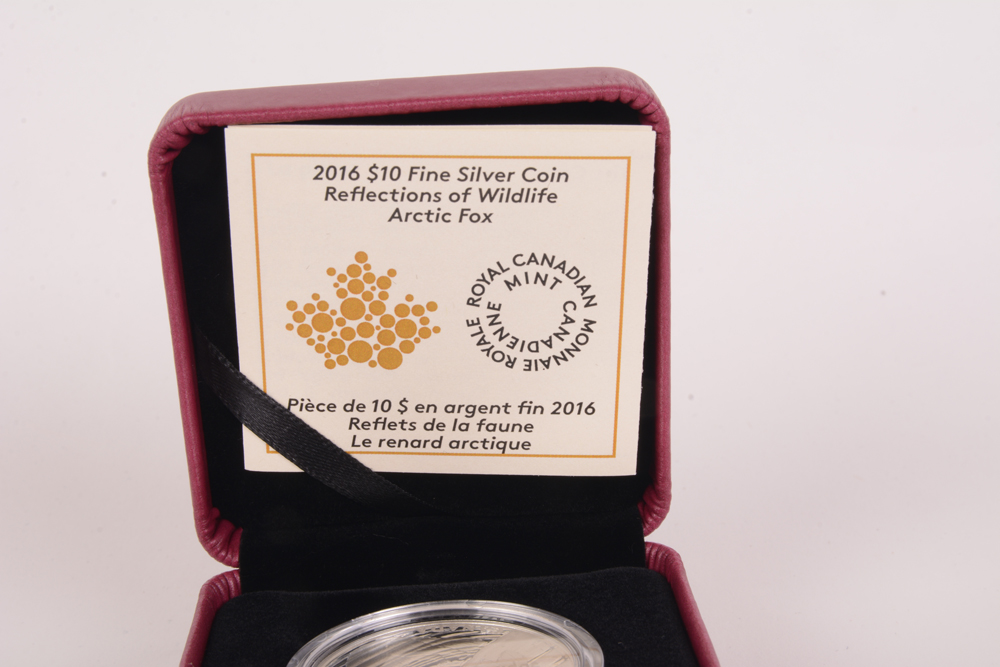 2016 $10 Fine Silver Coin
Reflections of Wildlife
Arctic Fox
ROYAL CANADIAN
MINT
MONNAIE ROYALE
CANADIENNE
Pièce de 10 $ en argent fin 2016
Reflets de la faune
Le renard arctique